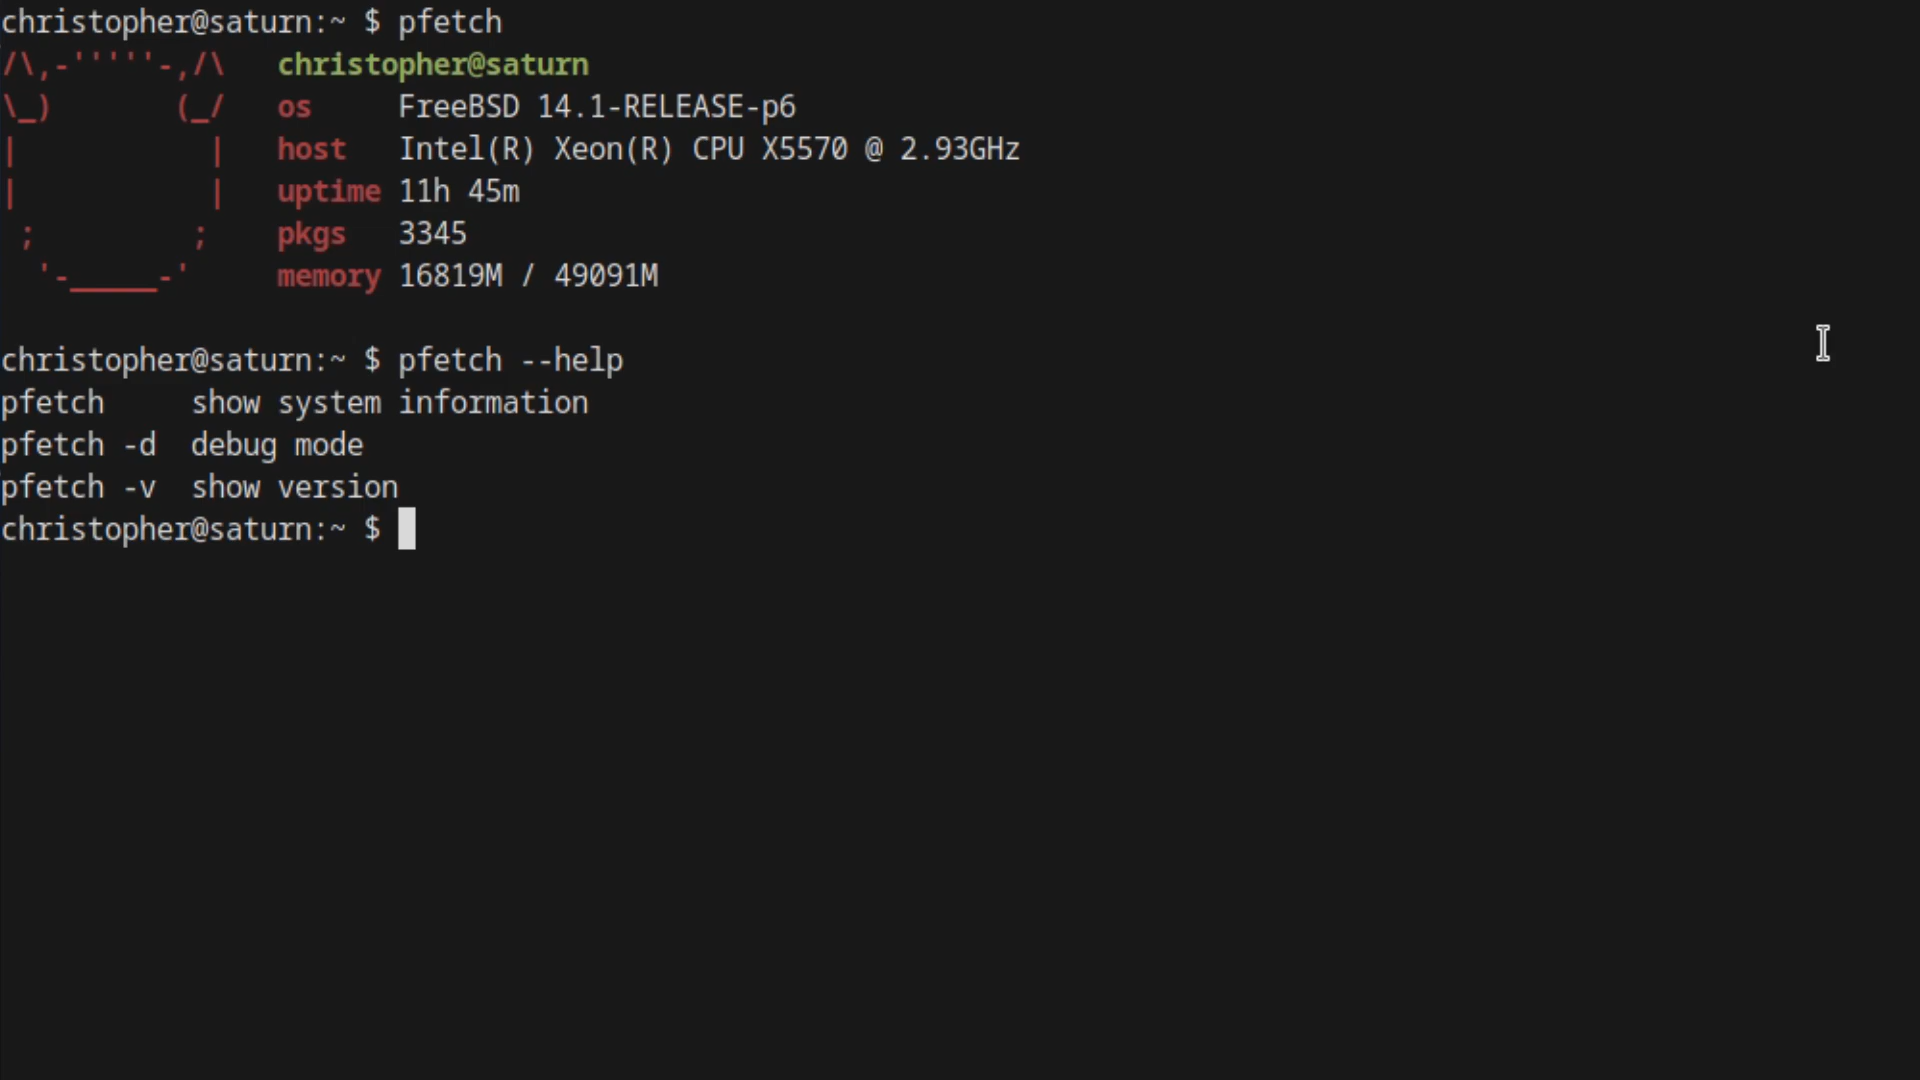 christopher@saturn:~ $ pfetch
/\,-'''''-,/\   christopher@saturn
\_)       (_/   os     FreeBSD 14.1-RELEASE-p6
|           |   host   Intel(R) Xeon(R) CPU X5570 @ 2.93GHz
|           |   uptime 11h 45m
 ;         ;    pkgs   3345
  '-_____-'     memory 16819M / 49091M

christopher@saturn:~ $ pfetch --help
pfetch     show system information
pfetch -d  debug mode
pfetch -v  show version
christopher@saturn:~ $